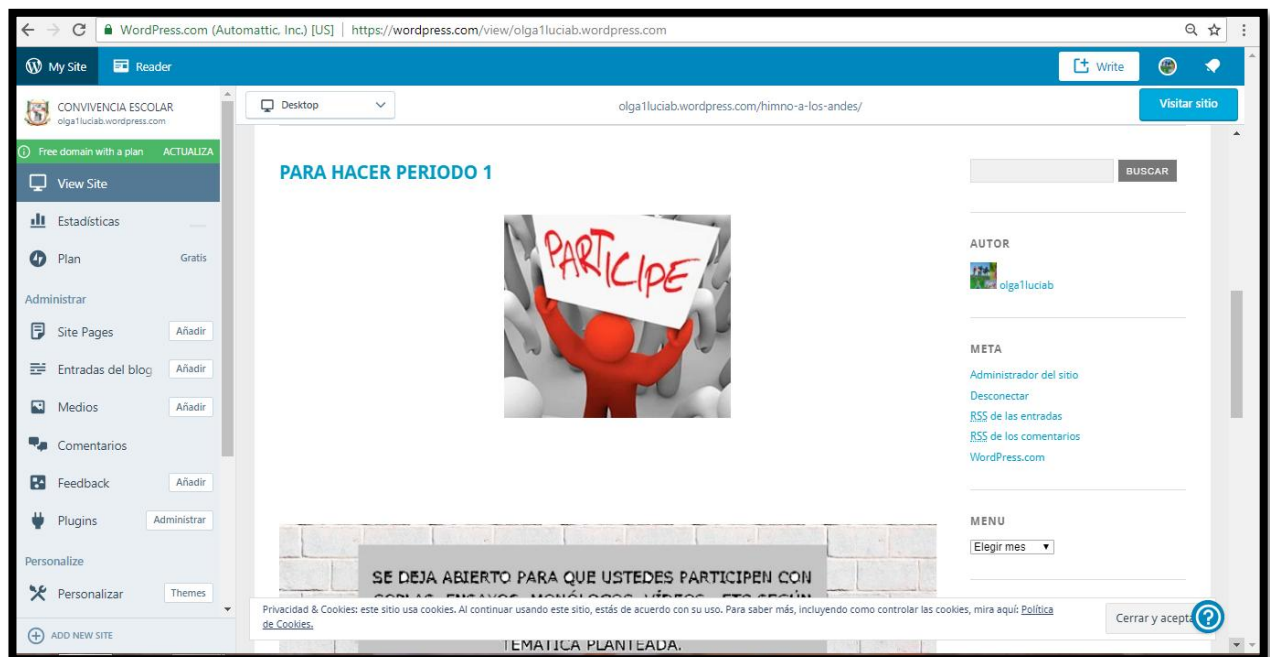 WordPress.com (Automattic, Inc.) [US] | https://wordpress.com/view/olga1luciab.wordpress.com
My Site
Reader
Write
CONVIVENCIA ESCOLAR
olga1luciab.wordpress.com
Desktop
olga1luciab.wordpress.com/himno-a-los-andes/
Visitar sitio
Free domain with a plan ACTUALIZA
View Site
Estadísticas
Plan Gratis
Administrar
Site Pages Añadir
Entradas del blog Añadir
Medios Añadir
Comentarios
Feedback Añadir
Plugins Administrar
Personalize
Personalizar Themes
ADD NEW SITE
PARA HACER PERIODO 1
PARTICIPE
SE DEJA ABIERTO PARA QUE USTEDES PARTICIPEN CON
TEMATICA PLANTEADA.
BUSCAR
AUTOR
olga1luciab
META
Administrador del sitio
Desconectar
RSS de las entradas
RSS de los comentarios
WordPress.com
MENU
Elegir mes
Privacidad & Cookies: este sitio usa cookies. Al continuar usando este sitio, estás de acuerdo con su uso. Para saber más, incluyendo como controlar las cookies, mira aquí: Política
de Cookies.
Cerrar y acept